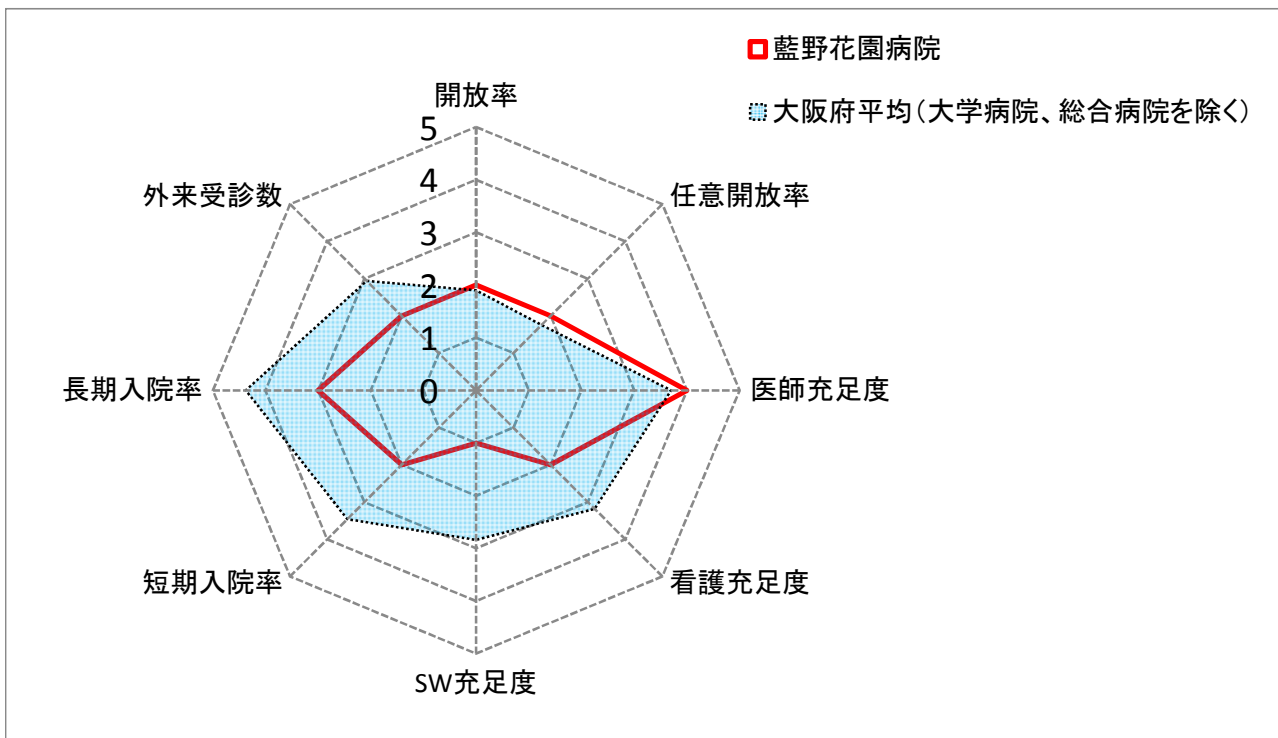 藍野花園病院
大阪府平均(大学病院、総合病院を除く)
開放率
5
4
3
2
1
0
任意開放率
医師充足度
看護充足度
SW充足度
短期入院率
長期入院率
外来受診数